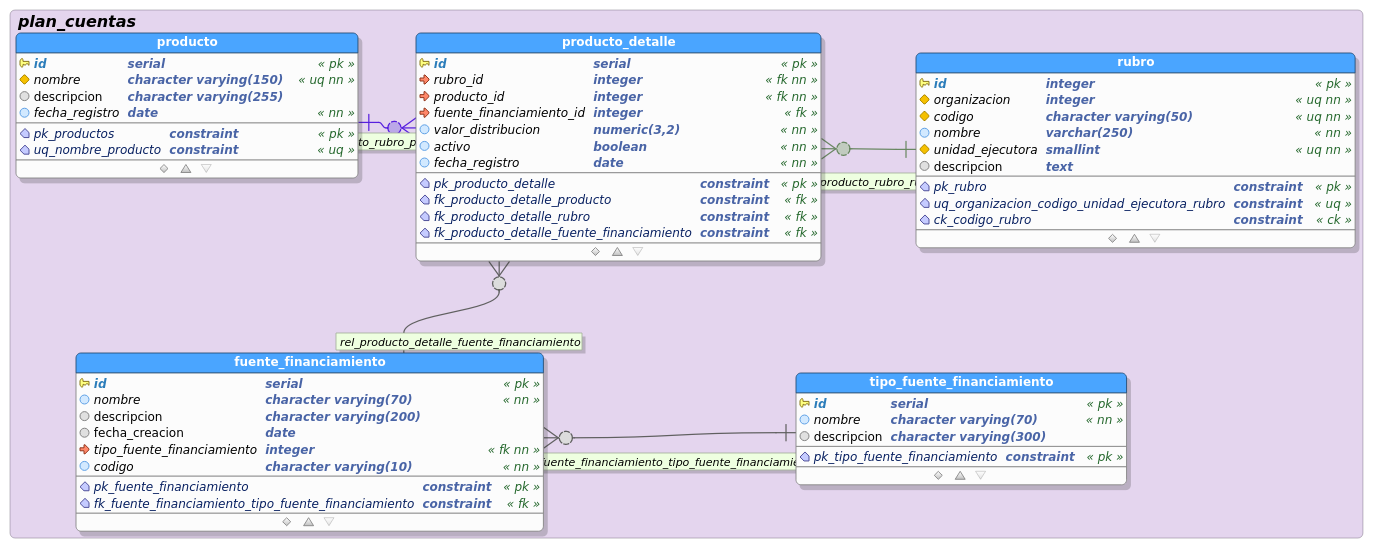 plan_cuentas
producto
id serial « pk »
nombre character varying(150) « uq nn »
descripcion character varying(255)
fecha_registro date « nn »
pk_productos constraint « pk »
uq_nombre_producto constraint « uq »
producto_detalle
id serial « pk »
rubro_id integer « fk nn »
producto_id integer « fk nn »
fuente_financiamiento_id integer « fk »
valor_distribucion numeric(3,2) « nn »
activo boolean « nn »
fecha_registro date « nn »
pk_producto_detalle constraint « pk »
fk_producto_detalle_producto constraint « fk »
fk_producto_detalle_rubro constraint « fk »
fk_producto_detalle_fuente_financiamiento constraint « fk »
rubro
id integer « pk »
organizacion integer « uq nn »
codigo character varying(50) « uq nn »
nombre varchar(250) « nn »
unidad_ejecutora smallint « uq nn »
descripcion text
pk_rubro constraint « pk »
uq_organizacion_codigo_unidad_ejecutora_rubro constraint « uq »
ck_codigo_rubro constraint « ck »
to_rubro_p
producto_rubro_r
rel_producto_detalle_fuente_financiamiento
fuente_financiamiento
id serial « pk »
nombre character varying(70) « nn »
descripcion character varying(200)
fecha_creacion date
tipo_fuente_financiamiento integer « fk nn »
codigo character varying(10) « nn »
pk_fuente_financiamiento constraint « pk »
fk_fuente_financiamiento_tipo_fuente_financiamiento constraint « fk »
uente_financiamiento_tipo_fuente_financiamie
tipo_fuente_financiamiento
id serial « pk »
nombre character varying(70) « nn »
descripcion character varying(300)
pk_tipo_fuente_financiamiento constraint « pk »